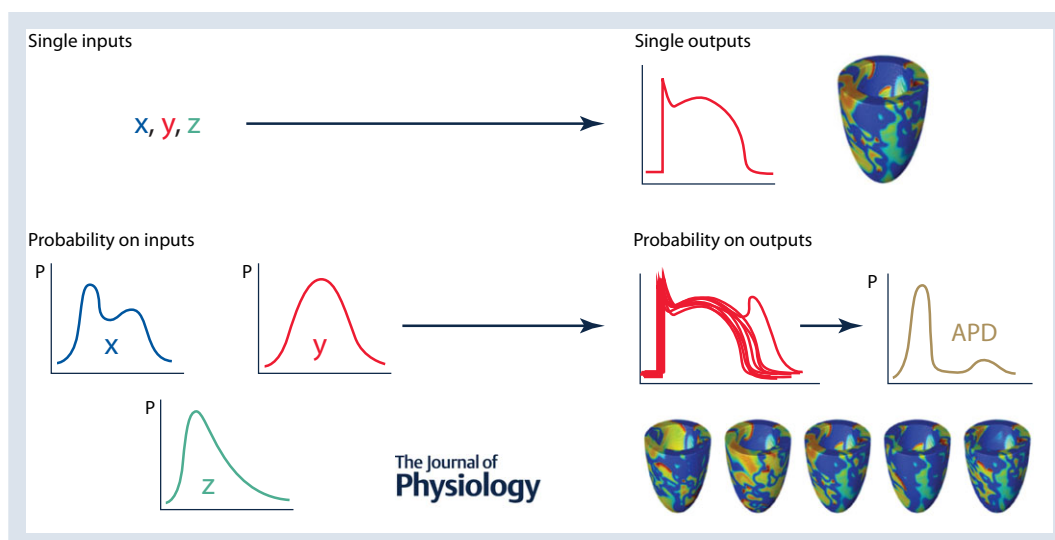 Single inputs
Single outputs
x, y, z
Probability on inputs
Probability on outputs
P
x
P
y
P
APD
P
z
The Journal of
Physiology